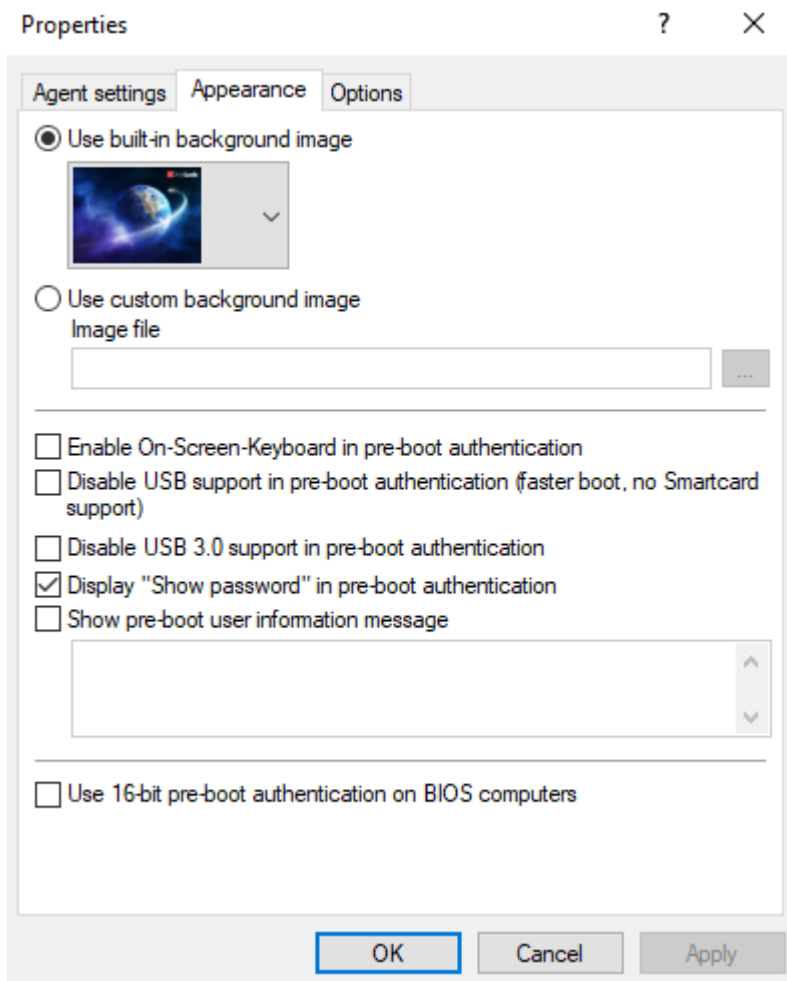 Properties
?
Agent settings
Appearance
Options
Use built-in background image
Use custom background image
Image file
...
Enable On-Screen-Keyboard in pre-boot authentication
Disable USB support in pre-boot authentication (faster boot, no Smartcard
support)
Disable USB 3.0 support in pre-boot authentication
Display "Show password" in pre-boot authentication
Show pre-boot user information message
Use 16-bit pre-boot authentication on BIOS computers
OK
Cancel
Apply